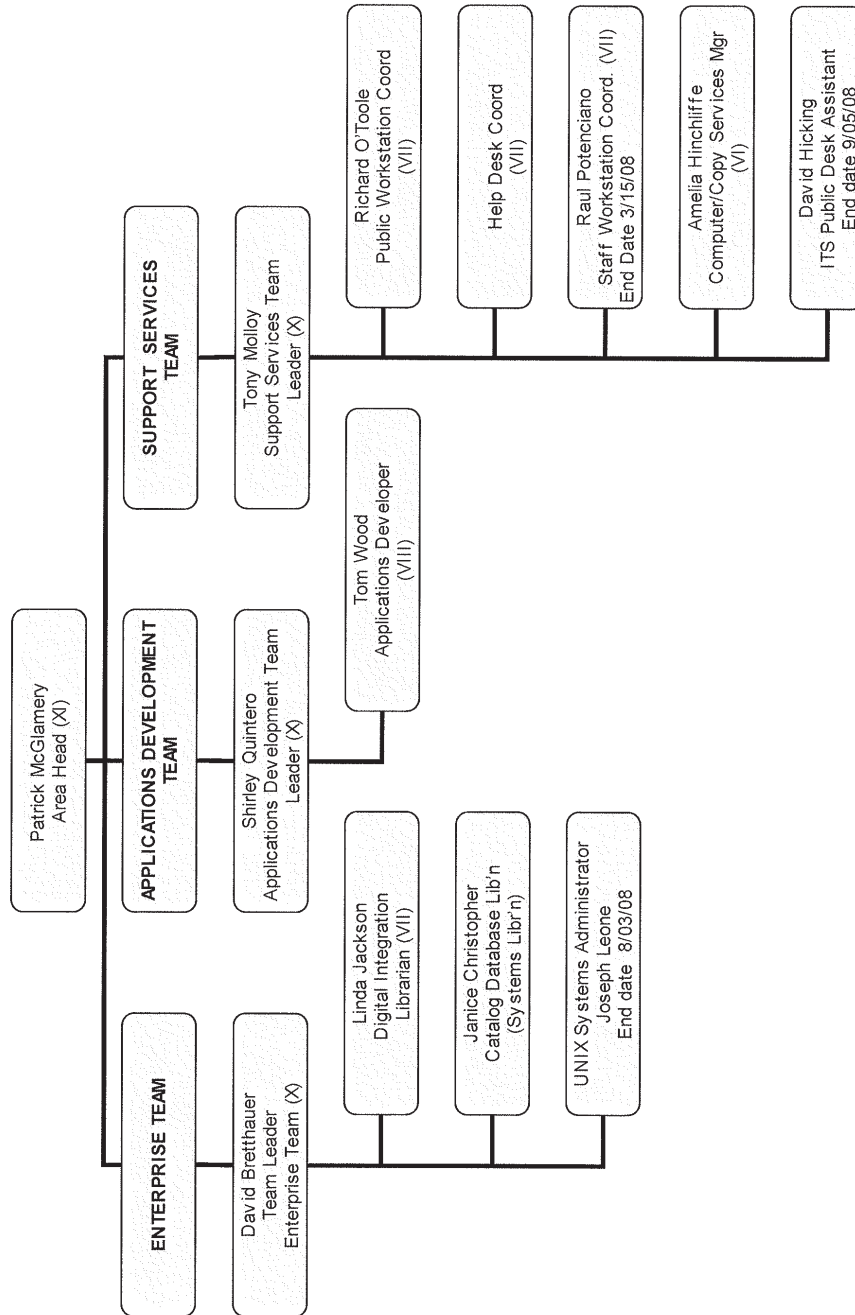 Patrick McGlamery
Area Head (XI)
ENTERPRISE TEAM
David Bretthauer
Team Leader
Enterprise Team (X)
Linda Jackson
Digital Integration
Librarian (VII)
Janice Christopher
Catalog Database Lib'n
(Systems Libr'n)
UNIX Systems Administrator
Joseph Leone
End date 8/03/08
APPLICATIONS DEVELOPMENT
TEAM
Shirley Quintero
Applications Development Team
Leader (X)
Tom Wood
Applications Developer
(VIII)
SUPPORT SERVICES
TEAM
Tony Molloy
Support Services Team
Leader (X)
Richard O'Toole
Public Workstation Coord
(VII)
Help Desk Coord
(VII)
Raul Potenciano
Staff Workstation Coord. (VII)
End Date 3/15/08
Amelia Hinchliffe
Computer/Copy Services Mgr
(VI)
David Hicking
ITS Public Desk Assistant
End date 9/05/08